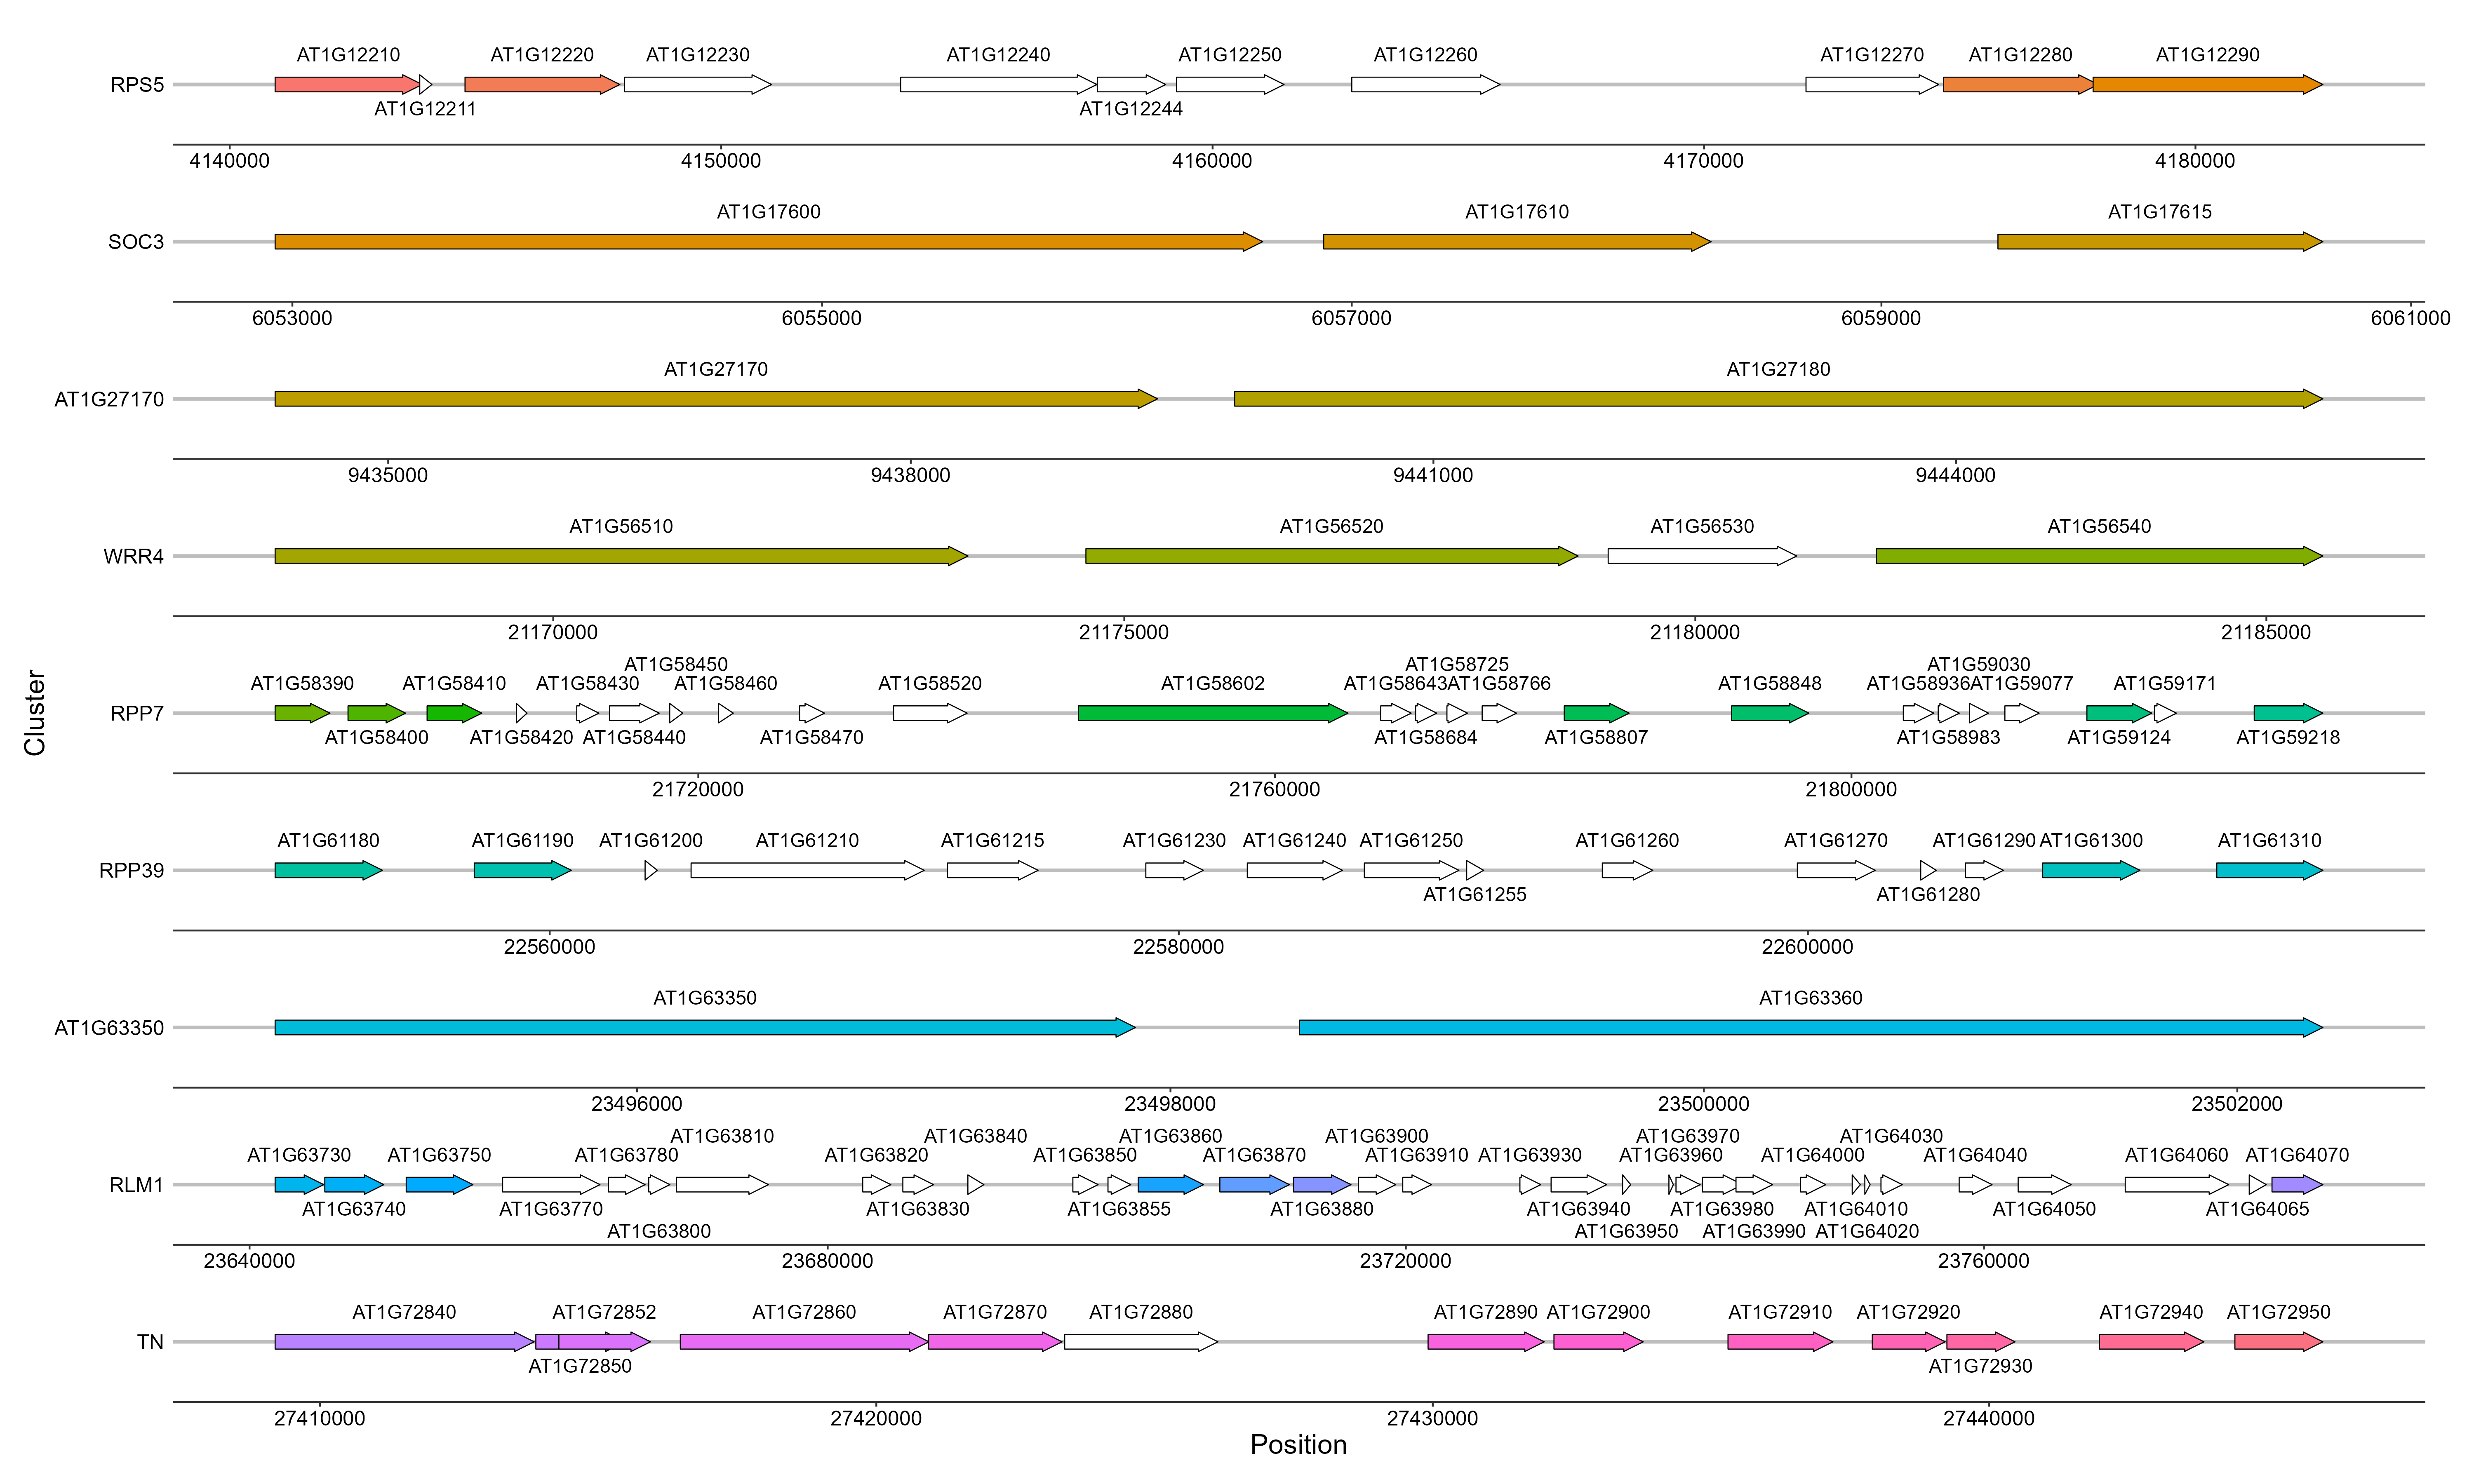 AT1G12210 AT1G12220 AT1G12230 AT1G12240 AT1G12250 AT1G12260 AT1G12270 AT1G12280 AT1G12290
RPS5
AT1G12211 AT1G12244
4140000 4150000 4160000 4170000 4180000
AT1G17600 AT1G17610 AT1G17615
SOC3
6053000 6055000 6057000 6059000 6061000
AT1G27170 AT1G27180
AT1G27170
9435000 9438000 9441000 9444000
AT1G56510 AT1G56520 AT1G56530 AT1G56540
WRR4
21170000 21175000 21180000 21185000
AT1G58450 AT1G58725 AT1G59030
AT1G58390 AT1G58410 AT1G58430 AT1G58460 AT1G58520 AT1G58602 AT1G58643 AT1G58766 AT1G58848 AT1G58936 AT1G59077 AT1G59171
RPP7
AT1G58400 AT1G58420 AT1G58440 AT1G58470 AT1G58684 AT1G58807 AT1G58983 AT1G59124 AT1G59218
21720000 21760000 21800000
AT1G61180 AT1G61190 AT1G61200 AT1G61210 AT1G61215 AT1G61230 AT1G61240 AT1G61250 AT1G61260 AT1G61270 AT1G61290 AT1G61300 AT1G61310
RPP39
AT1G61255 AT1G61280
22560000 22580000 22600000
AT1G63350 AT1G63360
AT1G63350
23496000 23498000 23500000 23502000
AT1G63810 AT1G63840 AT1G63860 AT1G63900 AT1G63970 AT1G64030
AT1G63730 AT1G63750 AT1G63780 AT1G63820 AT1G63850 AT1G63870 AT1G63910 AT1G63930 AT1G63960 AT1G64000 AT1G64040 AT1G64060 AT1G64070
RLM1
AT1G63740 AT1G63770 AT1G63830 AT1G63855 AT1G63880 AT1G63940 AT1G63980 AT1G64010 AT1G64050 AT1G64065
AT1G63800 AT1G63950 AT1G63990 AT1G64020
23640000 23680000 23720000 23760000
AT1G72840 AT1G72852 AT1G72860 AT1G72870 AT1G72880 AT1G72890 AT1G72900 AT1G72910 AT1G72920 AT1G72940 AT1G72950
TN
AT1G72850 AT1G72930
27410000 27420000 27430000 27440000
Position
Cluster